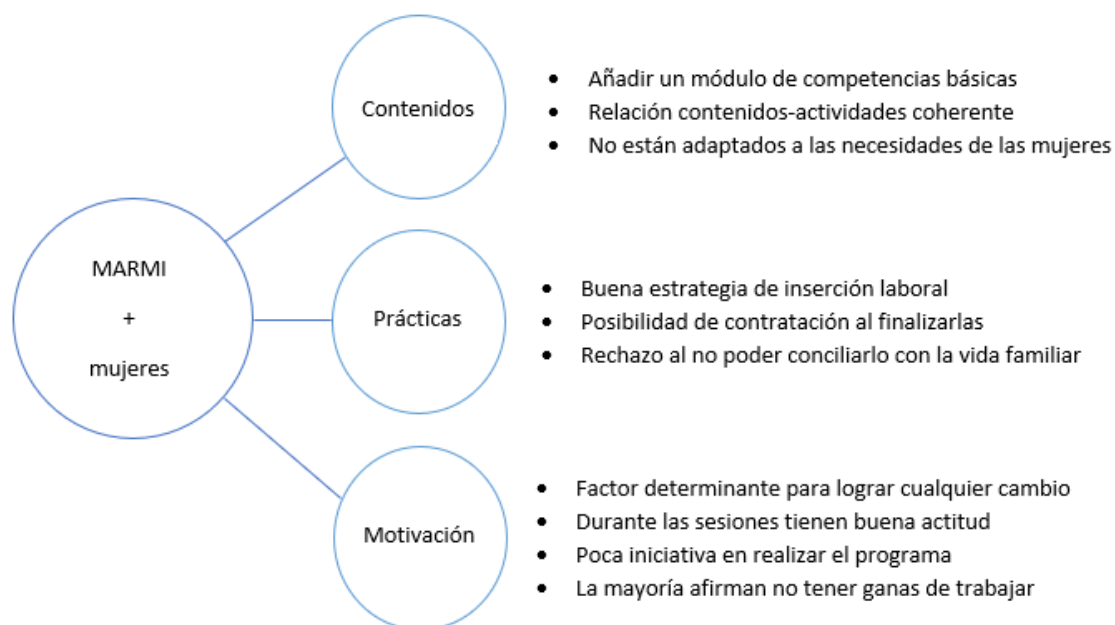 MARMI
+
mujeres
Contenidos
• Añadir un módulo de competencias básicas
• Relación contenidos-actividades coherente
• No están adaptados a las necesidades de las mujeres
Prácticas
• Buena estrategia de inserción laboral
• Posibilidad de contratación al finalizarlas
• Rechazo al no poder conciliarlo con la vida familiar
Motivación
• Factor determinante para lograr cualquier cambio
• Durante las sesiones tienen buena actitud
• Poca iniciativa en realizar el programa
• La mayoría afirman no tener ganas de trabajar